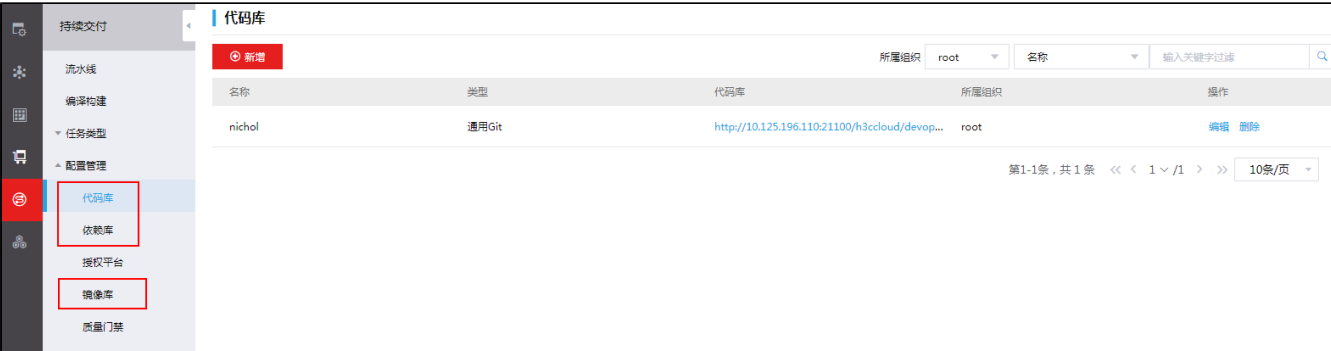 持续交付
流水线
编译构建
任务类型
配置管理
代码库
依赖库
授权平台
镜像库
质量门禁
代码库
新增
所属组织 root 名称 输入关键字过滤
名称 类型 代码库 所属组织 操作
nichol 通用Git http://10.125.196.110:21100/h3ccloud/devop... root 编辑 删除
第1-1条，共 1 条 << < 1 /1 > >> 10条/页